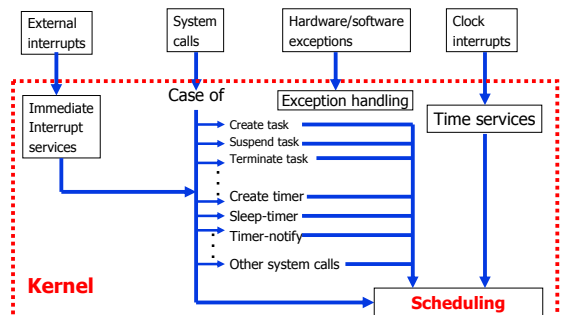 External
interrupts
System
calls
Hardware/software
exceptions
Clock
interrupts
Immediate
Interrupt
services
Case of
Exception handling
Time services
Create task
Suspend task
Terminate task
Create timer
Sleep-timer
Timer-notify
Other system calls
Kernel
Scheduling